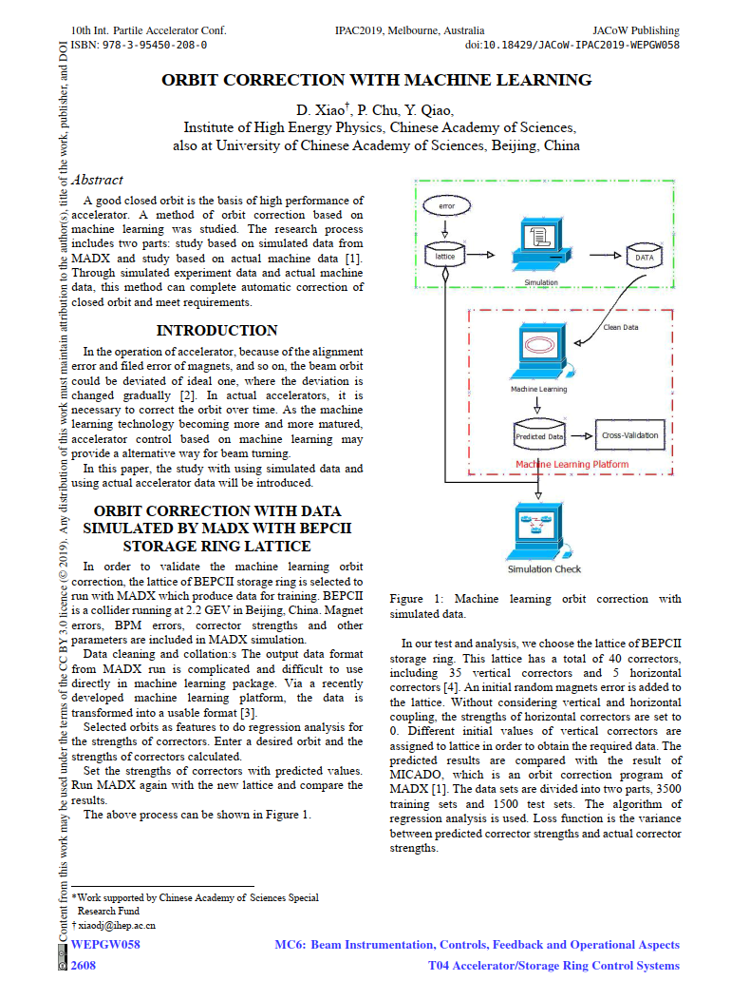 10th Int. Partile Accelerator Conf.
IPAC2019, Melbourne, Australia
JACoW Publishing
ISBN: 978-3-95450-208-0
doi:10.18429/JACoW-IPAC2019-WEPGW058
ORBIT CORRECTION WITH MACHINE LEARNING
D. Xiao†, P. Chu, Y. Qiao,
Institute of High Energy Physics, Chinese Academy of Sciences,
also at University of Chinese Academy of Sciences, Beijing, China
Abstract
A good closed orbit is the basis of high performance of
accelerator. A method of orbit correction based on
machine learning was studied. The research process
includes two parts: study based on simulated data from
MADX and study based on actual machine data [1].
Through simulated experiment data and actual machine
data, this method can complete automatic correction of
closed orbit and meet requirements.
INTRODUCTION
In the operation of accelerator, because of the alignment
error and filed error of magnets, and so on, the beam orbit
could be deviated of ideal one, where the deviation is
changed gradually [2]. In actual accelerators, it is
necessary to correct the orbit over time. As the machine
learning technology becoming more and more matured,
accelerator control based on machine learning may
provide a alternative way for beam turning.
In this paper, the study with using simulated data and
using actual accelerator data will be introduced.
ORBIT CORRECTION WITH DATA
SIMULATED BY MADX WITH BEPCII
STORAGE RING LATTICE
In order to validate the machine learning orbit
correction, the lattice of BEPCII storage ring is selected to
run with MADX which produce data for training. BEPCII
is a collider running at 2.2 GEV in Beijing, China. Magnet
errors, BPM errors, corrector strengths and other
parameters are included in MADX simulation.
Data cleaning and collation:s The output data format
from MADX run is complicated and difficult to use
directly in machine learning package. Via a recently
developed machine learning platform, the data is
transformed into a usable format [3].
Selected orbits as features to do regression analysis for
the strengths of correctors. Enter a desired orbit and the
strengths of correctors calculated.
Set the strengths of correctors with predicted values.
Run MADX again with the new lattice and compare the
results.
The above process can be shown in Figure 1.
error
lattice
Simulation
DATA
Clean Data
Machine Learning
Predicted Data
Cross-Validation
Machine Learning Platform
Simulation Check
Figure 1: Machine learning orbit correction with
simulated data.
In our test and analysis, we choose the lattice of BEPCII
storage ring. This lattice has a total of 40 correctors,
including 35 vertical correctors and 5 horizontal
correctors [4]. An initial random magnets error is added to
the lattice. Without considering vertical and horizontal
coupling, the strengths of horizontal correctors are set to
0. Different initial values of vertical correctors are
assigned to lattice in order to obtain the required data. The
predicted results are compared with the result of
MICADO, which is an orbit correction program of
MADX [1]. The data sets are divided into two parts, 3500
training sets and 1500 test sets. The algorithm of
regression analysis is used. Loss function is the variance
between predicted corrector strengths and actual corrector
strengths.
*Work supported by Chinese Academy of Sciences Special
Research Fund
† xiaodj@ihep.ac.cn
WEPGW058
MC6: Beam Instrumentation, Controls, Feedback and Operational Aspects
2608
T04 Accelerator/Storage Ring Control Systems
Content from this work may be used under the terms of the CC BY 3.0 licence (© 2019). Any distribution of this work must maintain attribution to the author(s), title of the work, publisher, and DOI